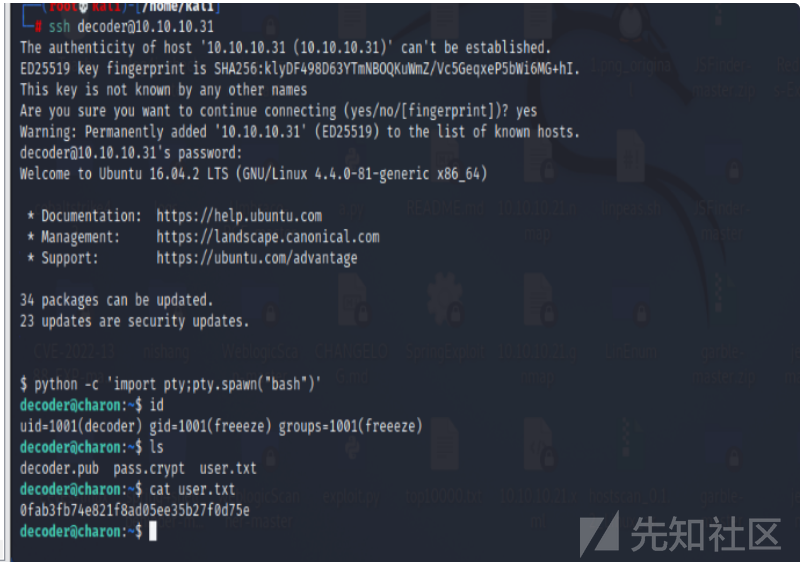 (root💀kali)-[/home/kali]
# ssh decoder@10.10.10.31
The authenticity of host '10.10.10.31 (10.10.10.31)' can't be established.
ED25519 key fingerprint is SHA256:klyDF498D63YTmNBOQKuWmZ/Vc5GeqxeP5bWi6MG+hI.
This key is not known by any other names
Are you sure you want to continue connecting (yes/no/[fingerprint])? yes
Warning: Permanently added '10.10.10.31' (ED25519) to the list of known hosts.
decoder@10.10.10.31's password:
Welcome to Ubuntu 16.04.2 LTS (GNU/Linux 4.4.0-81-generic x86_64)
* Documentation: https://help.ubuntu.com
* Management: https://landscape.canonical.com
* Support: https://ubuntu.com/advantage
34 packages can be updated.
23 updates are security updates.
$ python -c 'import pty;pty.spawn("bash")'
decoder@charon:~$ id
uid=1001(decoder) gid=1001(freeeze) groups=1001(freeeze)
decoder@charon:~$ ls
decoder.pub pass.crypt user.txt
decoder@charon:~$ cat user.txt
0fab3fb74e821f8ad05ee35b27f0d75e
decoder@charon:~$
先知社区